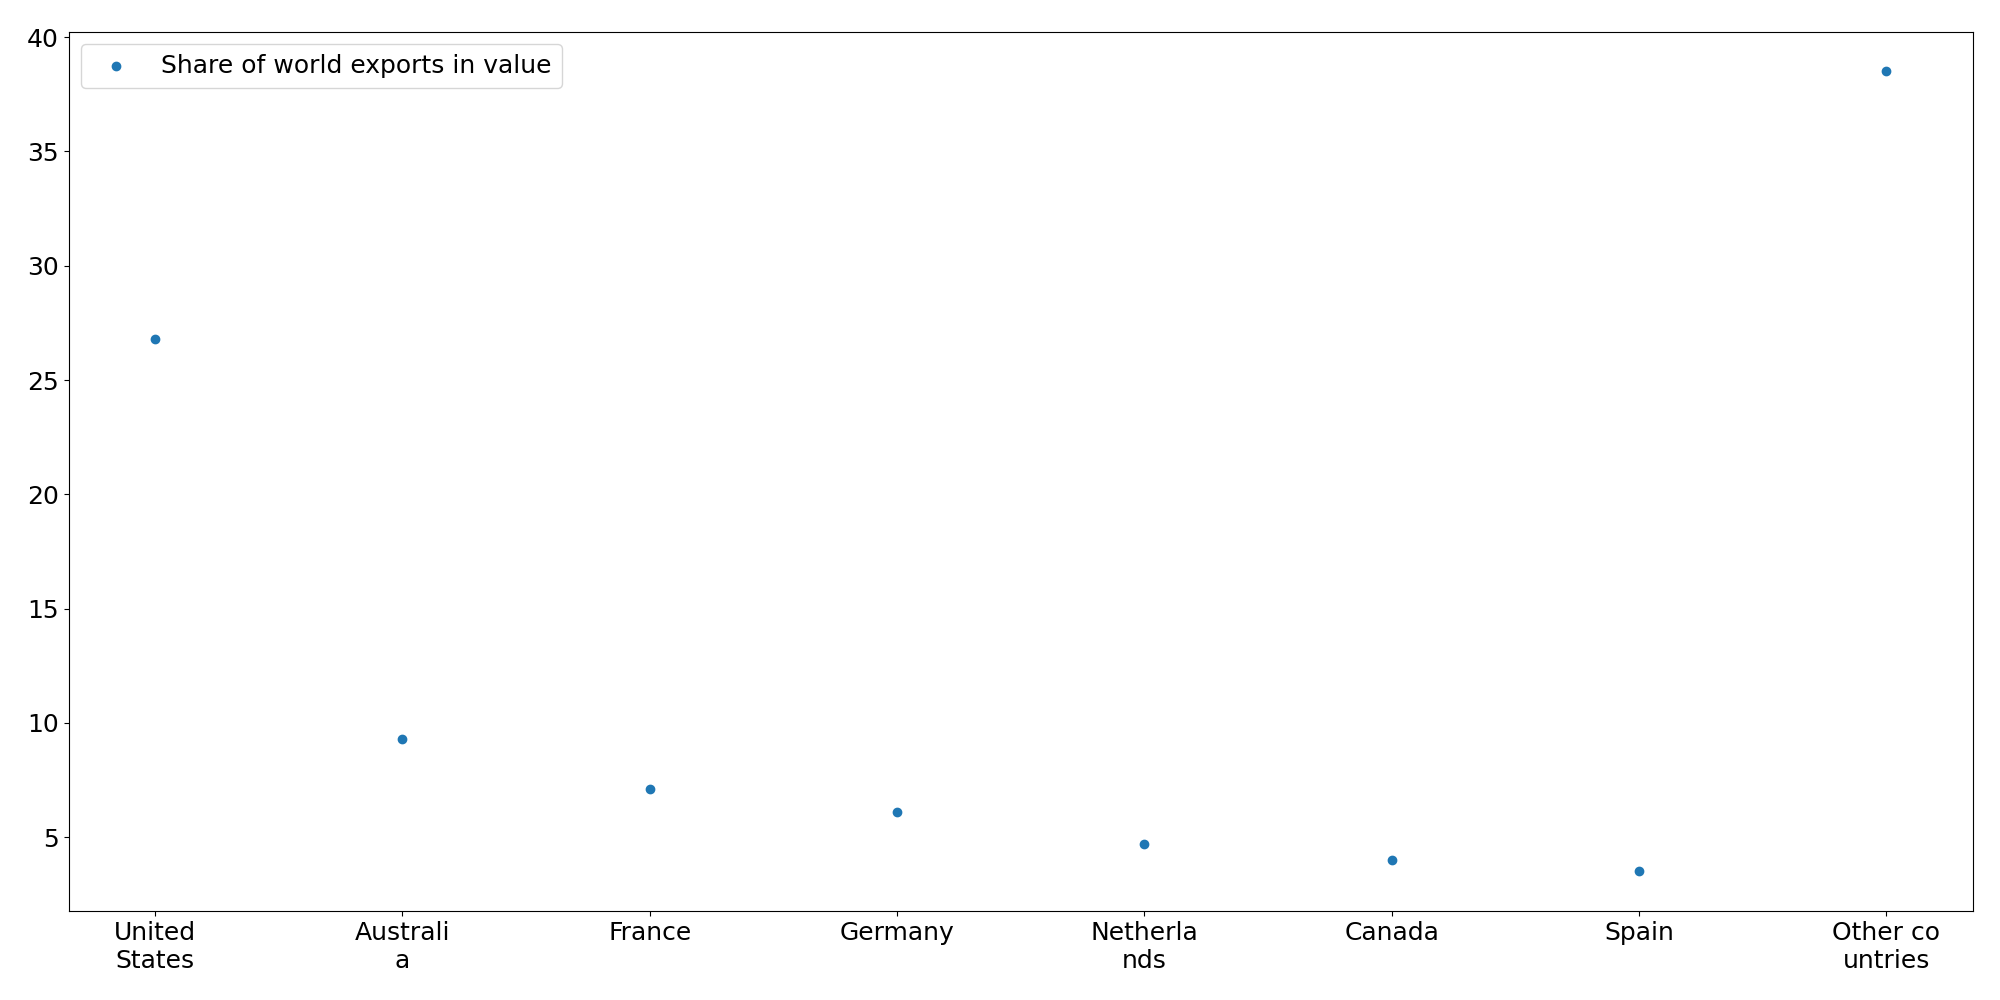 40
35
30
25
20
15
10
5
Share of world exports in value
United
States
Australi
a
France
Germany
Netherla
nds
Canada
Spain
Other co
untries